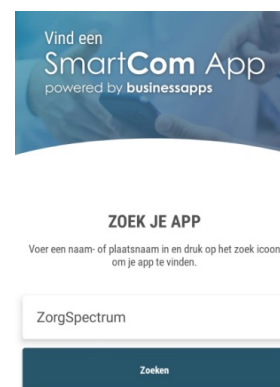 Vind een
SmartCom App
powered by businessapps
ZOEK JE APP
Voer een naam- of plaatsnaam in en druk op het zoek icoon
om je app te vinden.
ZorgSpectrum
Zoeken